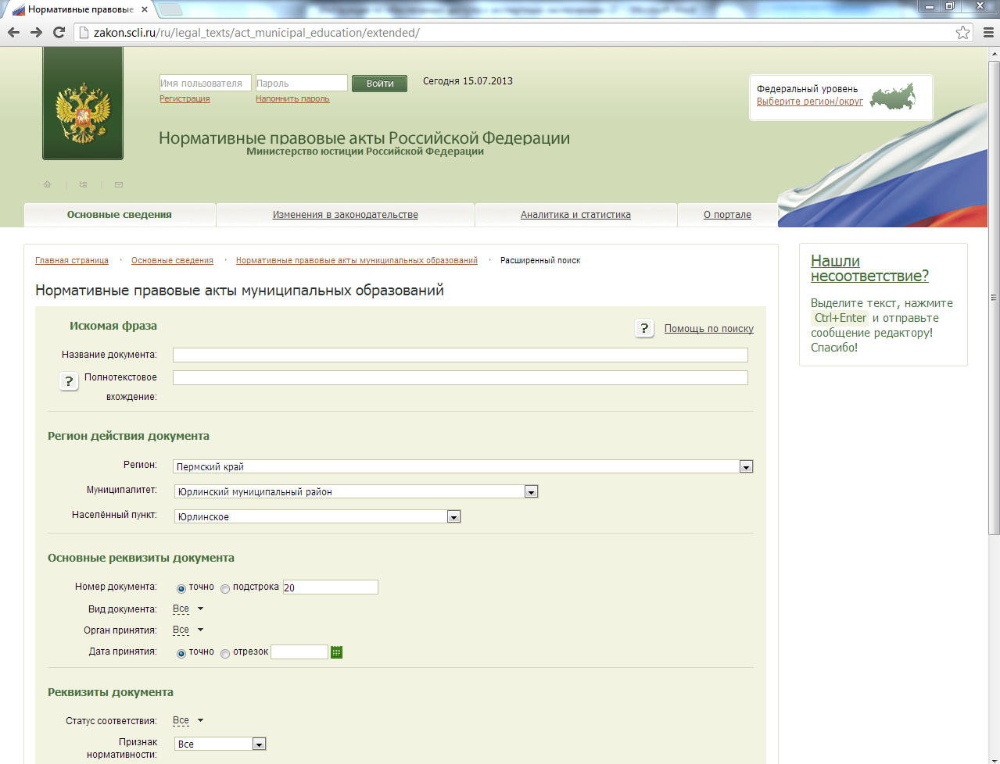 Нормативные правовые
zakon.scli.ru/ru/legal_texts/act_municipal_education/extended/
Имя пользователя Пароль Войти Сегодня 15.07.2013
Регистрация Напомнить пароль
Федеральный уровень
Выберите регион/округ
Нормативные правовые акты Российской Федерации
Министерство юстиции Российской Федерации
Основные сведения Изменения в законодательстве Аналитика и статистика О портале
Главная страница Основные сведения Нормативные правовые акты муниципальных образований Расширенный поиск
Нормативные правовые акты муниципальных образований
Искомая фраза ? Помощь по поиску
Название документа:
? Полнотекстовое
вхождение:
Регион действия документа
Регион: Пермский край
Муниципалитет: Юрлинский муниципальный район
Населённый пункт: Юрлинское
Основные реквизиты документа
Номер документа: точно подстрока 20
Вид документа: Все
Орган принятия: Все
Дата принятия: точно отрезок
Реквизиты документа
Статус соответствия: Все
Признак
нормативности: Все
Нашли
несоответствие?
Выделите текст, нажмите
Ctrl+Enter и отправьте
сообщение редактору!
Спасибо!